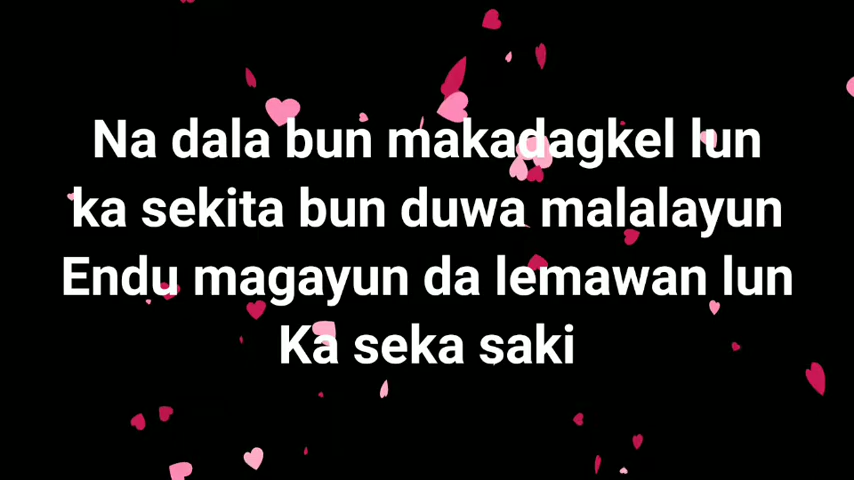 Na dala bun makadagkel lun
ka sekita bun duwa malalayun
Endu magayun da lemawan lun
Ka seka saki